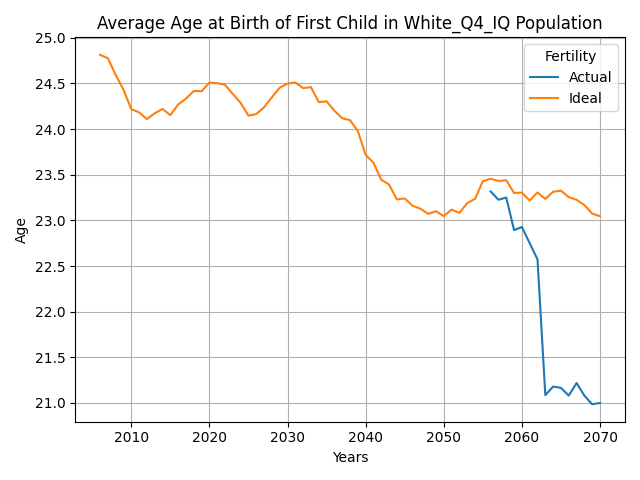 Average Age at Birth of First Child in White_Q4_IQ Population
Fertility
Actual
Ideal
Age
25.0
24.5
24.0
23.5
23.0
22.5
22.0
21.5
21.0
2010 2020 2030 2040 2050 2060 2070
Years